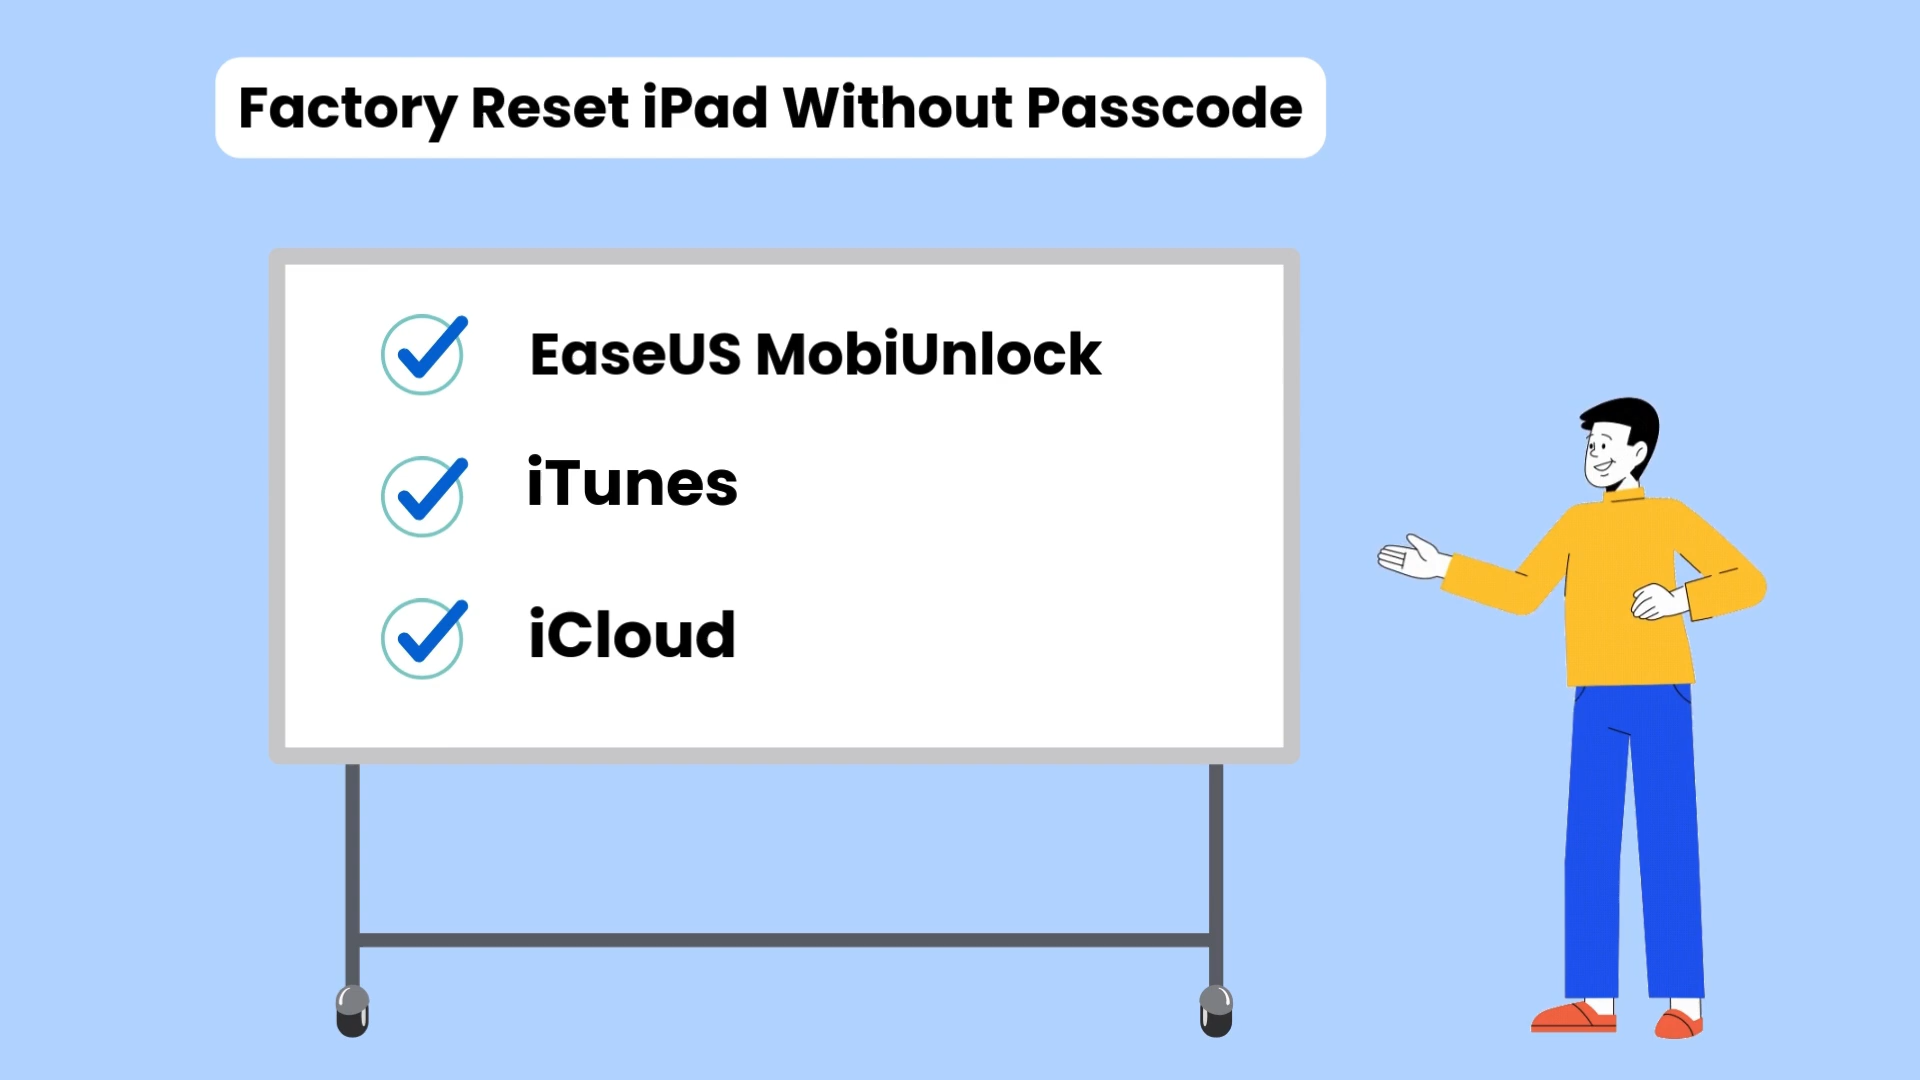 Factory Reset iPad Without Passcode
EaseUS MobiUnlock
iTunes
iCloud